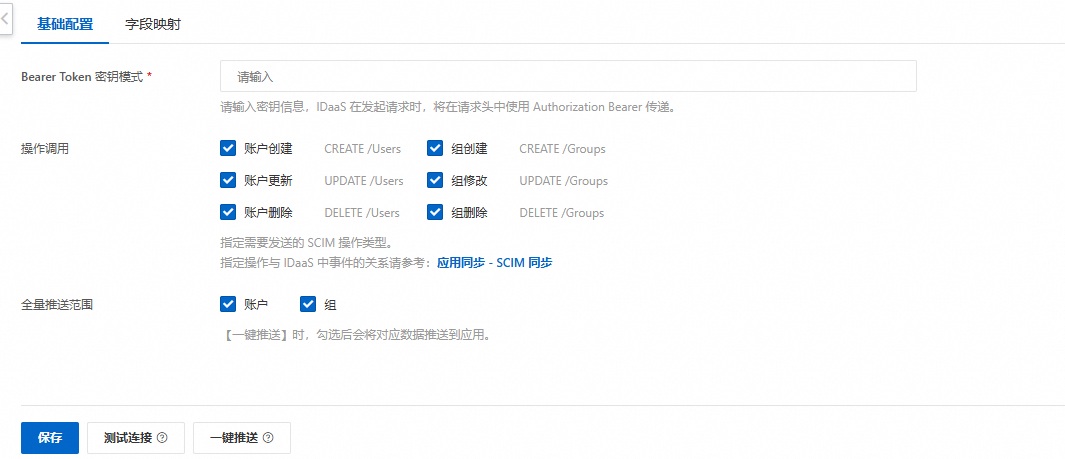 基础配置 字段映射
Bearer Token 密钥模式 * 请输入
请输入密钥信息，IDaaS 在发起请求时，将在请求头中使用 Authorization Bearer 传递。
操作调用 账户创建 CREATE /Users 组创建 CREATE /Groups
账户更新 UPDATE /Users 组修改 UPDATE /Groups
账户删除 DELETE /Users 组删除 DELETE /Groups
指定需要发送的 SCIM 操作类型。
指定操作与 IDaaS 中事件的关系请参考：应用同步 - SCIM 同步
全量推送范围 账户 组
【一键推送】时，勾选后会将对应数据推送到应用。
保存 测试连接 一键推送